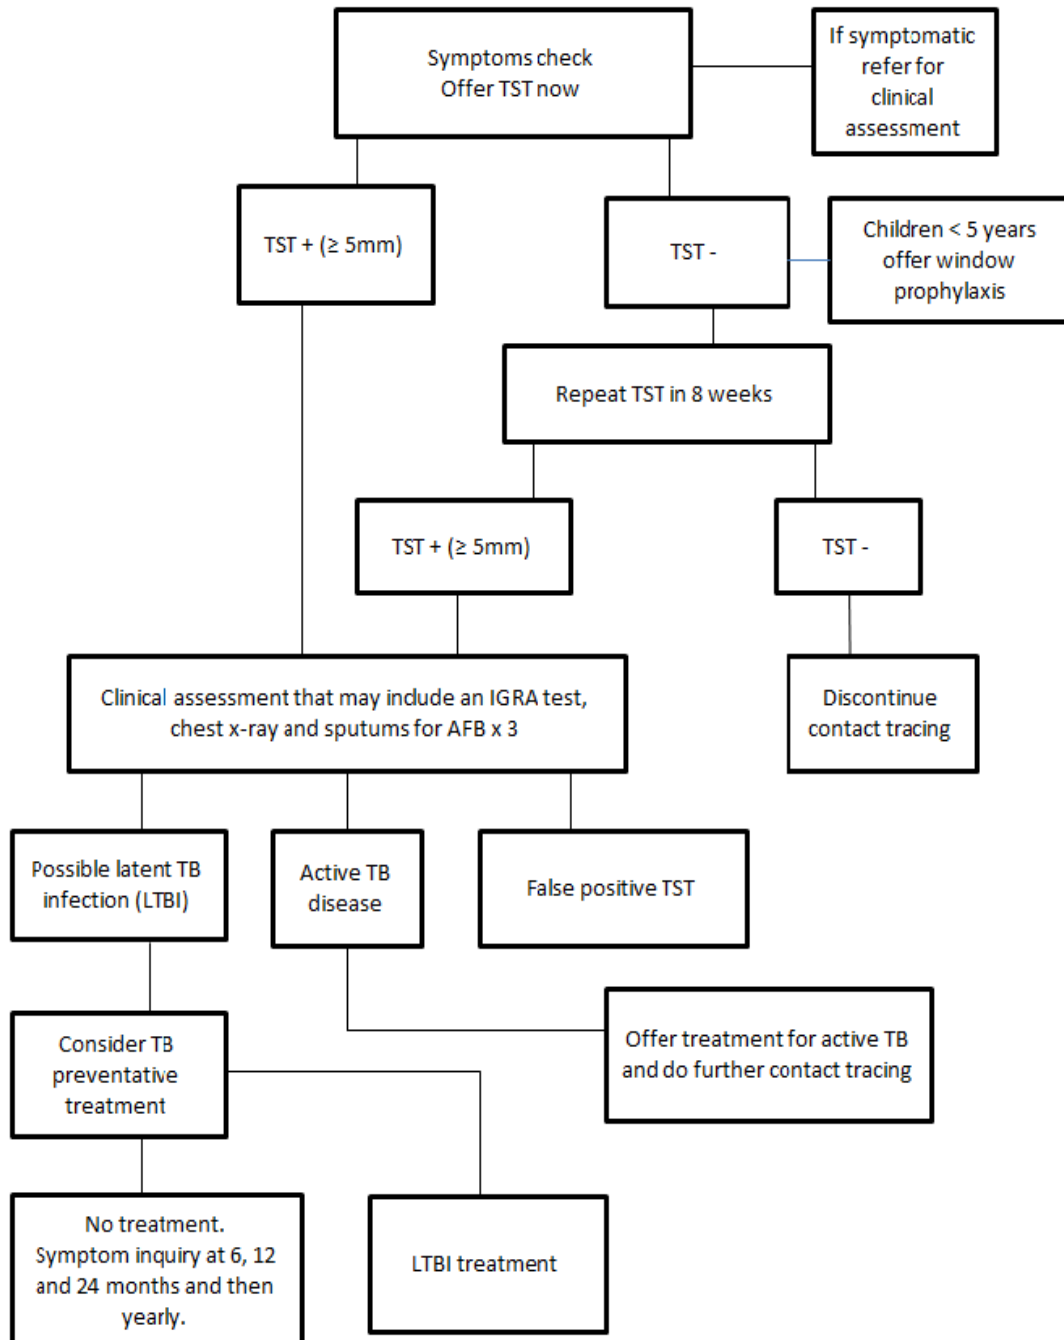 Symptoms check
Offer TST now
If symptomatic
refer for
clinical
assessment
TST + (≥ 5mm)
TST -
Children < 5 years
offer window
prophylaxis
Repeat TST in 8 weeks
TST + (≥ 5mm)
TST -
Clinical assessment that may include an IGRA test,
chest x-ray and sputums for AFB x 3
Discontinue
contact tracing
Possible latent TB
infection (LTBI)
Active TB
disease
False positive TST
Consider TB
preventative
treatment
Offer treatment for active TB
and do further contact tracing
No treatment.
Symptom inquiry at 6, 12
and 24 months and then
yearly.
LTBI treatment